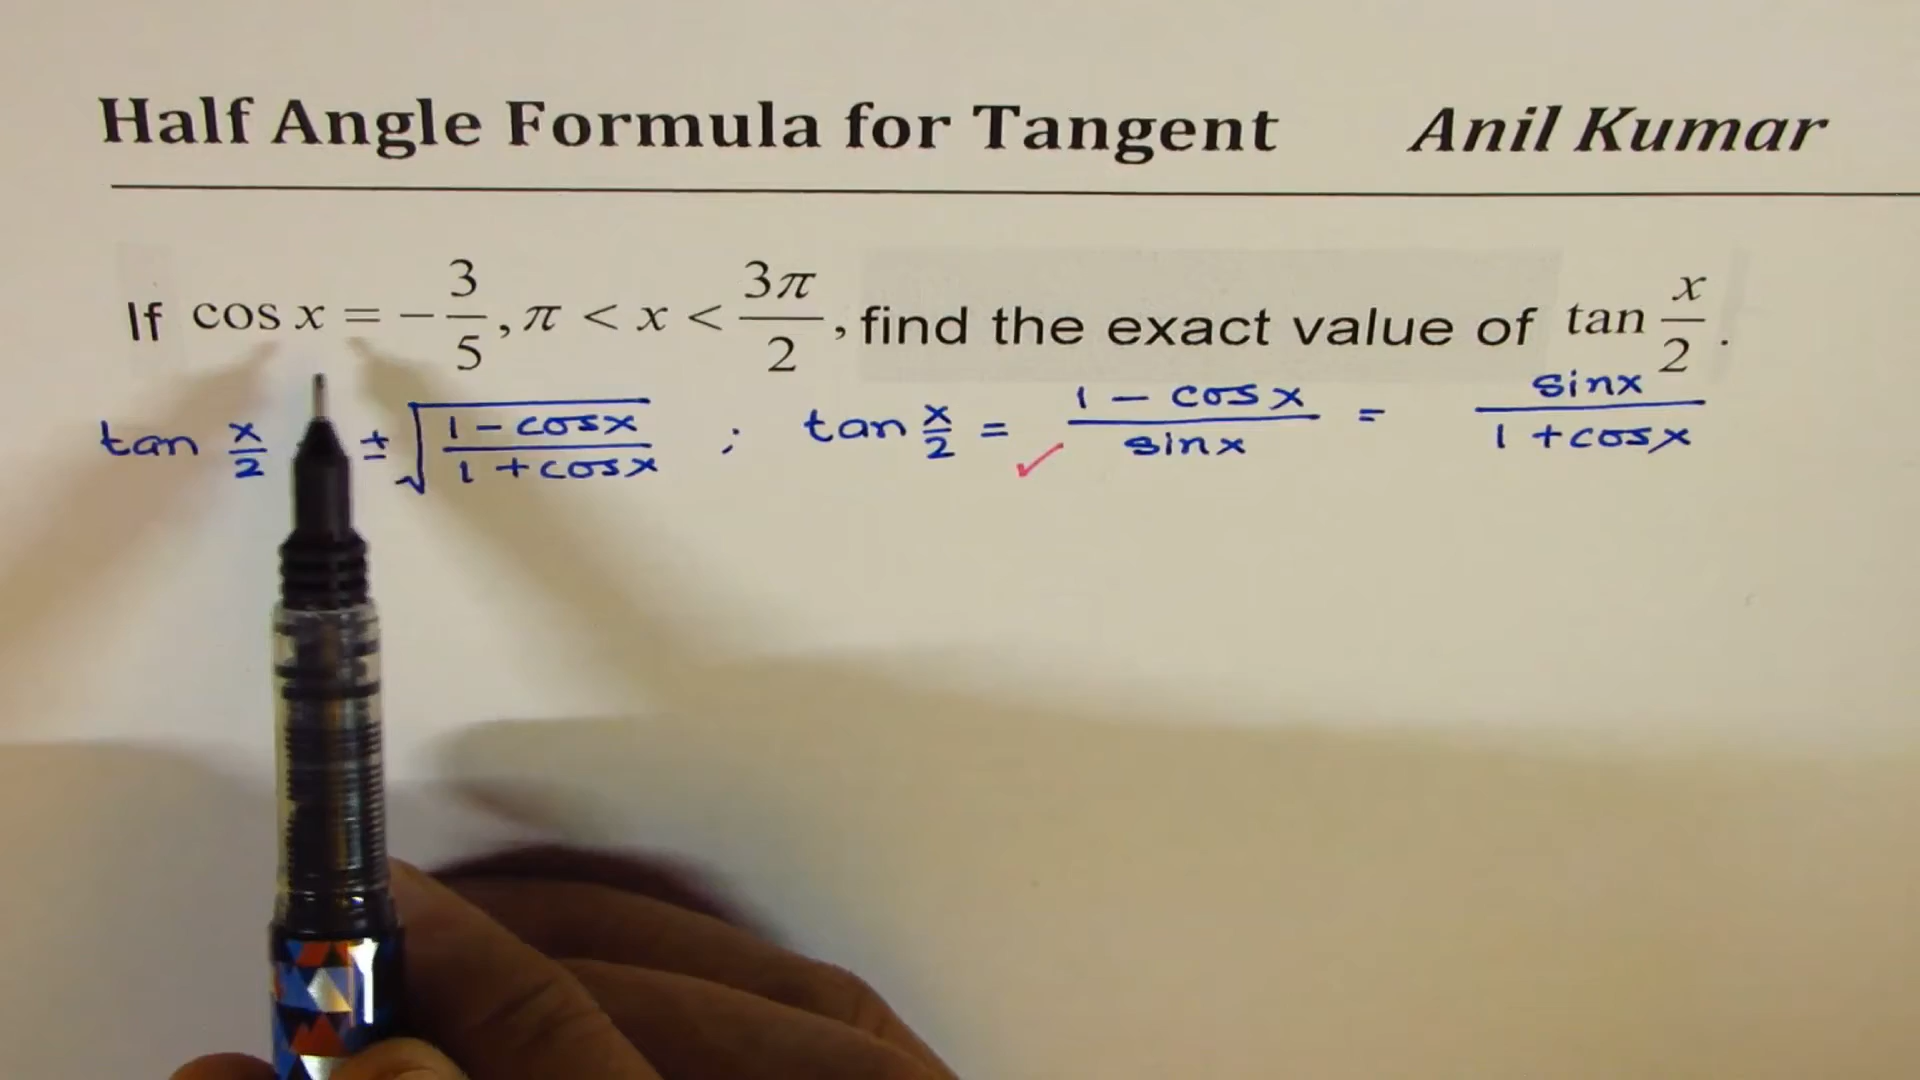 Half Angle Formula for Tangent Anil Kumar
If cos x = -3/5, π < x < 3π/2, find the exact value of tan x/2.
tan x/2 ± √((1 - cosx)/(1 + cosx)) ; tan x/2 = (1 - cosx)/(sinx) = (sinx)/(1 + cosx)